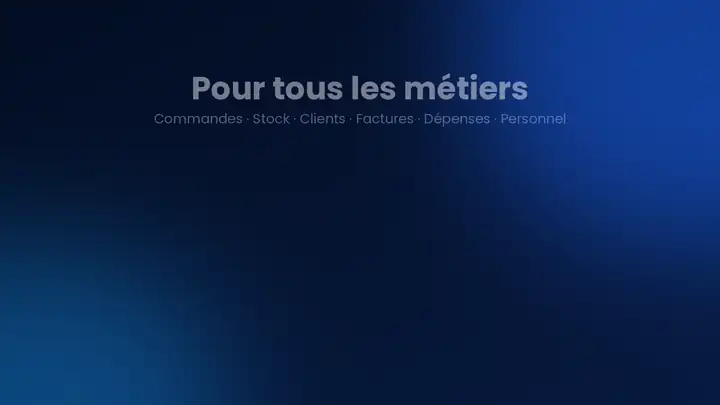 Pour tous les métiers
Commandes · Stock · Clients · Factures · Dépenses · Personnel